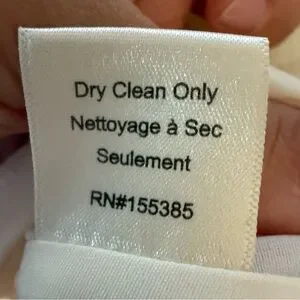 Dry Clean Only
Nettoyage à Sec
Seulement
RN#155385